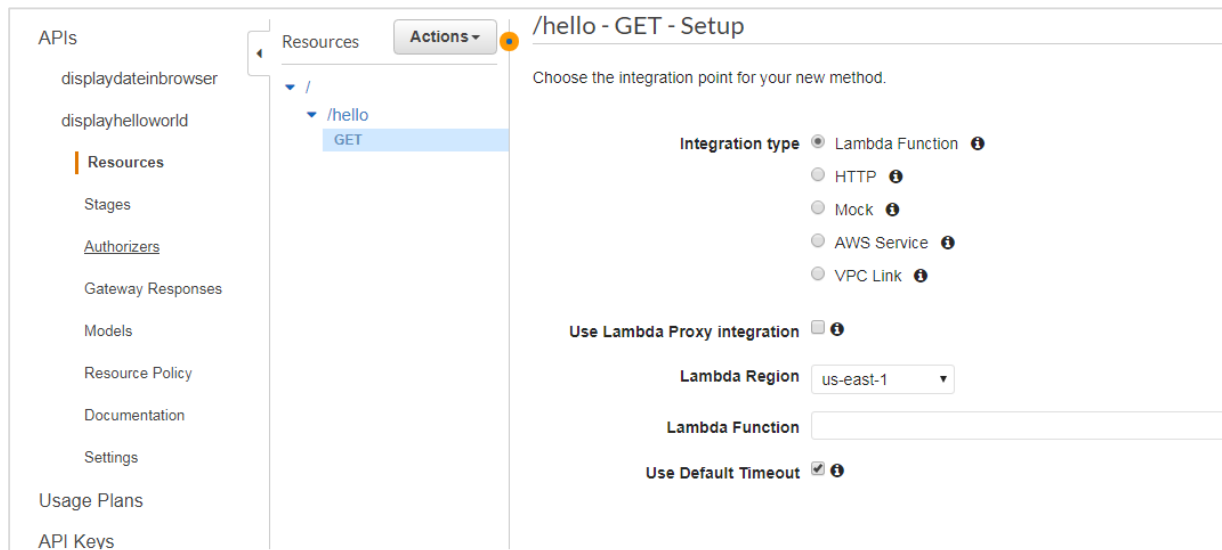 APIs
displaydateinbrowser
displayhelloworld
Resources
Stages
Authorizers
Gateway Responses
Models
Resource Policy
Documentation
Settings
Usage Plans
API Keys
Resources
Actions
/
/hello
GET
/hello - GET - Setup
Choose the integration point for your new method.
Integration type Lambda Function
HTTP
Mock
AWS Service
VPC Link
Use Lambda Proxy integration
Lambda Region us-east-1
Lambda Function
Use Default Timeout